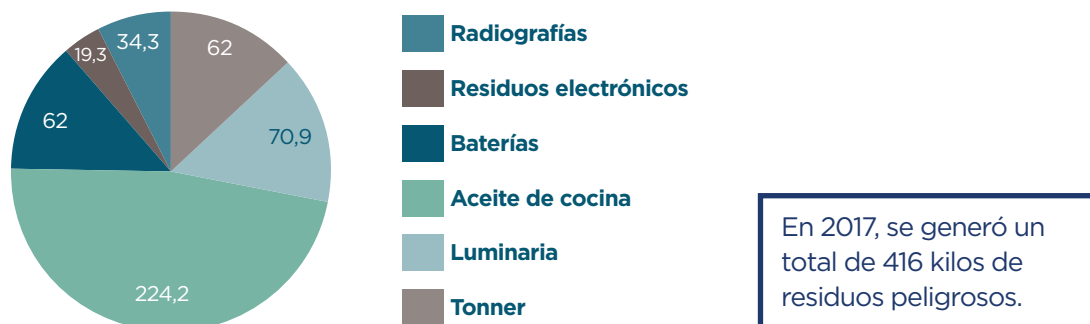 34,3
62
19,3
62
70,9
224,2
Radiografías
Residuos electrónicos
Baterías
Aceite de cocina
Luminaria
Tonner
En 2017, se generó un
total de 416 kilos de
residuos peligrosos.